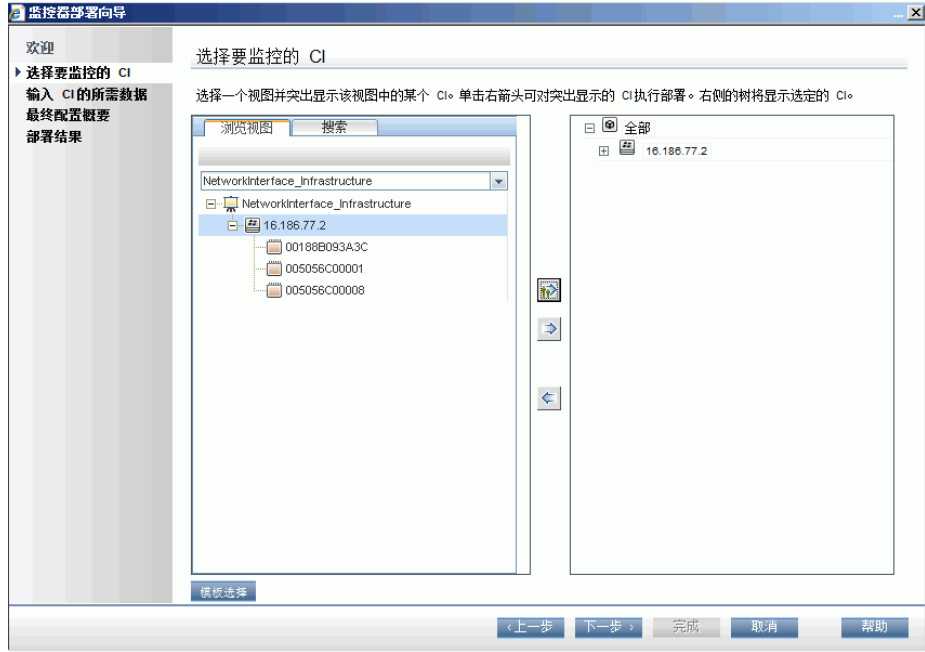 监控器部署向导
欢迎
选择要监控的 CI
输入 CI的所需数据
最终配置概要
部署结果
选择要监控的 CI
选择一个视图并突出显示该视图中的某个 CI。单击右箭头可对突出显示的 CI执行部署。右侧的树将显示选定的 CI。
浏览视图 搜索
NetworkInterface_Infrastructure
NetworkInterface_Infrastructure
16.186.77.2
00188B093A3C
005056C00001
005056C00008
全部
16.186.77.2
模板选择
‹上一步 下一步› 完成 取消 帮助